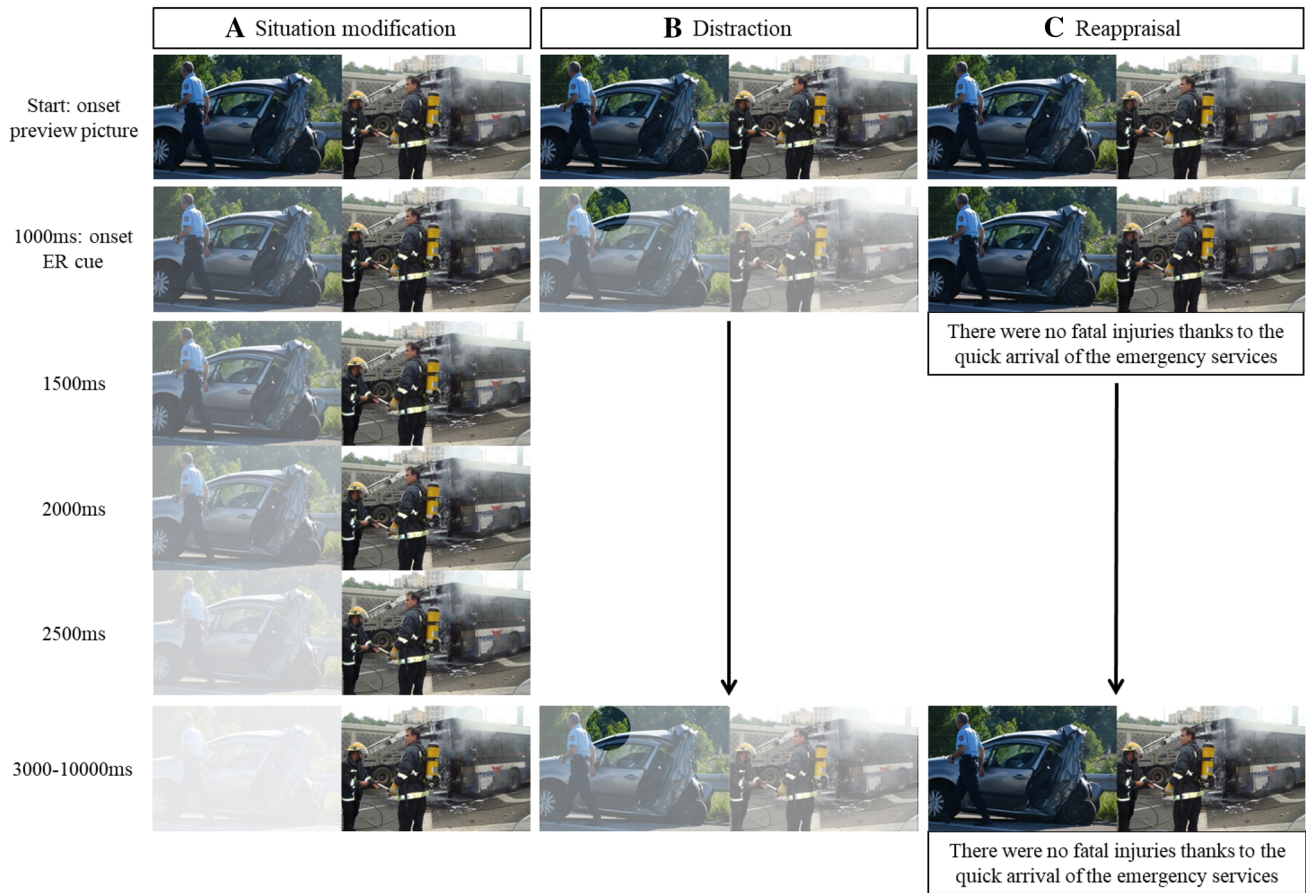 A Situation modification
B Distraction
C Reappraisal
Start: onset
preview picture
1000ms: onset
ER cue
There were no fatal injuries thanks to the
quick arrival of the emergency services
1500ms
2000ms
2500ms
3000-10000ms
There were no fatal injuries thanks to the
quick arrival of the emergency services